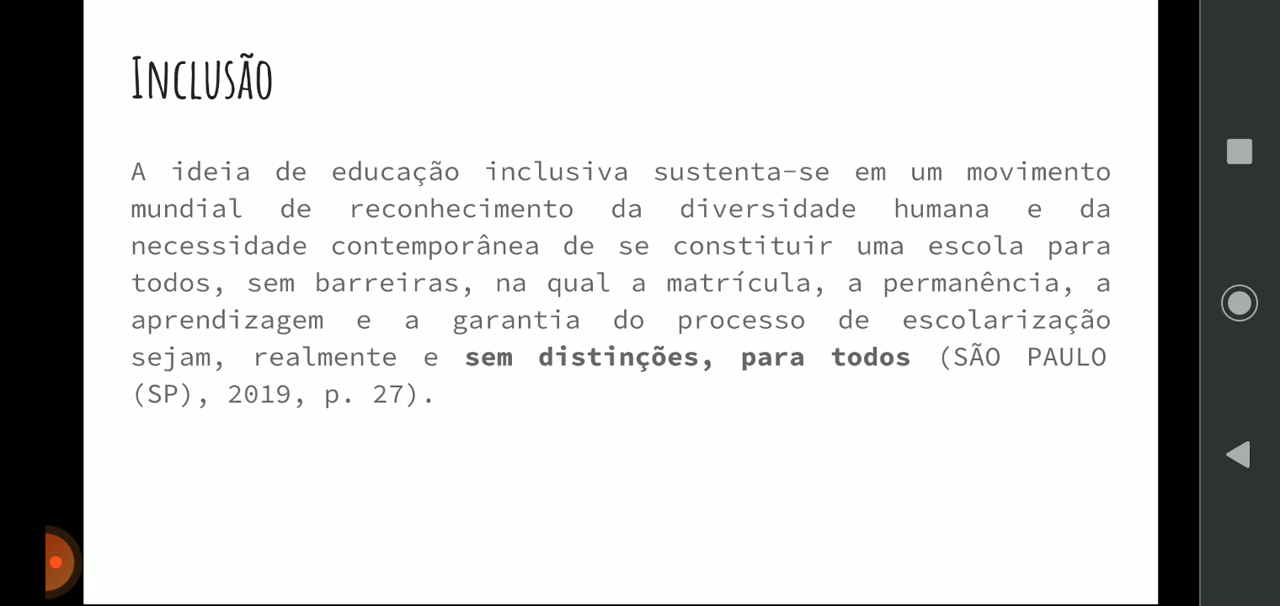 Inclusão
A ideia de educação inclusiva sustenta-se em um movimento
mundial de reconhecimento da diversidade humana e da
necessidade contemporânea de se constituir uma escola para
todos, sem barreiras, na qual a matrícula, a permanência, a
aprendizagem e a garantia do processo de escolarização
sejam, realmente e sem distinções, para todos (SÃO PAULO
(SP), 2019, p. 27).